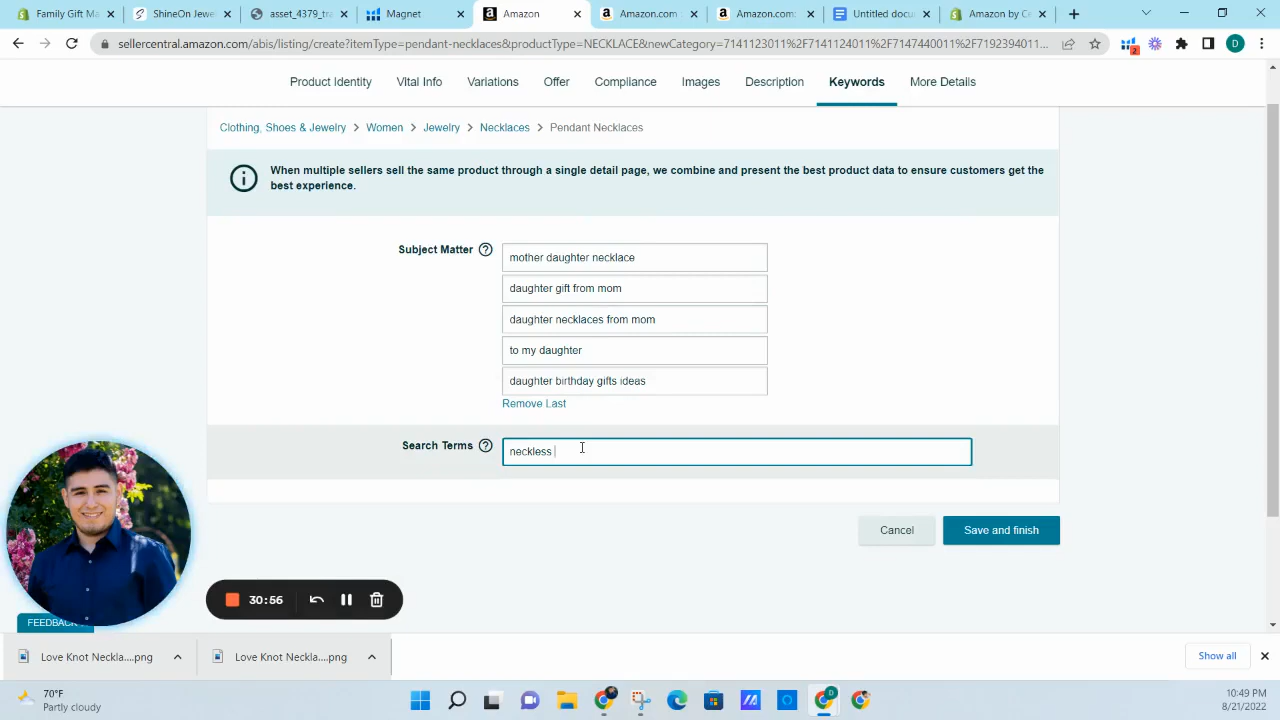 Family Gift Ma
ShineOn Jewel
asset_4379_tra
Magnet
Amazon
Amazon.com
Amazon.com:
Untitled docu
Amazon by Ce
sellercentral.amazon.com/abis/listing/create?itemType=pendant-necklaces&productType=NECKLACE&newCategory=7141123011%2F7141124011%2F7147440011%2F7192394011...
2
D
Product Identity
Vital Info
Variations
Offer
Compliance
Images
Description
Keywords
More Details
Clothing, Shoes & Jewelry > Women > Jewelry > Necklaces > Pendant Necklaces
When multiple sellers sell the same product through a single detail page, we combine and present the best product data to ensure customers get the
best experience.
Subject Matter
mother daughter necklace
daughter gift from mom
daughter necklaces from mom
to my daughter
daughter birthday gifts ideas
Remove Last
Search Terms
neckless
Cancel
Save and finish
30:56
FEEDBACK
Love Knot Neckla....png
Love Knot Neckla....png
Show all
70°F
Partly cloudy
D
10:49 PM
8/21/2022